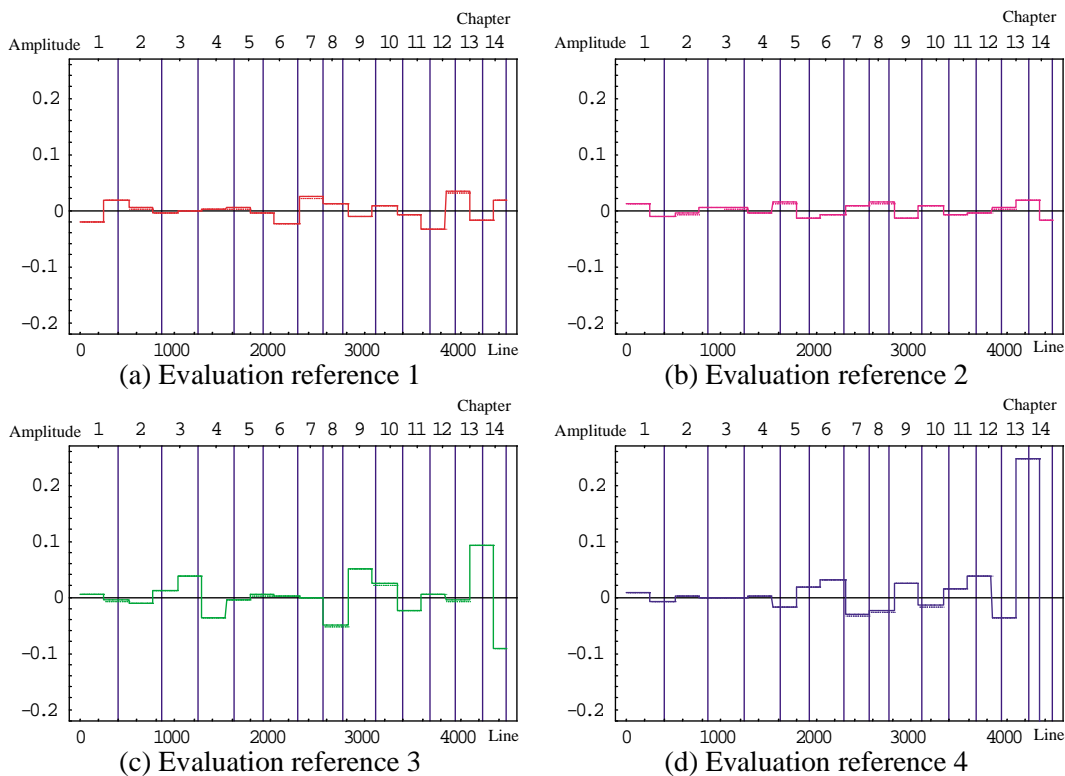 Chapter
Amplitude 1 2 3 4 5 6 7 8 9 10 11 12 13 14
0.2
0.1
0
-0.1
-0.2
0 1000 2000 3000 4000 Line
(a) Evaluation reference 1
Chapter
Amplitude 1 2 3 4 5 6 7 8 9 10 11 12 13 14
0.2
0.1
0
-0.1
-0.2
0 1000 2000 3000 4000 Line
(b) Evaluation reference 2
Chapter
Amplitude 1 2 3 4 5 6 7 8 9 10 11 12 13 14
0.2
0.1
0
-0.1
-0.2
0 1000 2000 3000 4000 Line
(c) Evaluation reference 3
Chapter
Amplitude 1 2 3 4 5 6 7 8 9 10 11 12 13 14
0.2
0.1
0
-0.1
-0.2
0 1000 2000 3000 4000 Line
(d) Evaluation reference 4